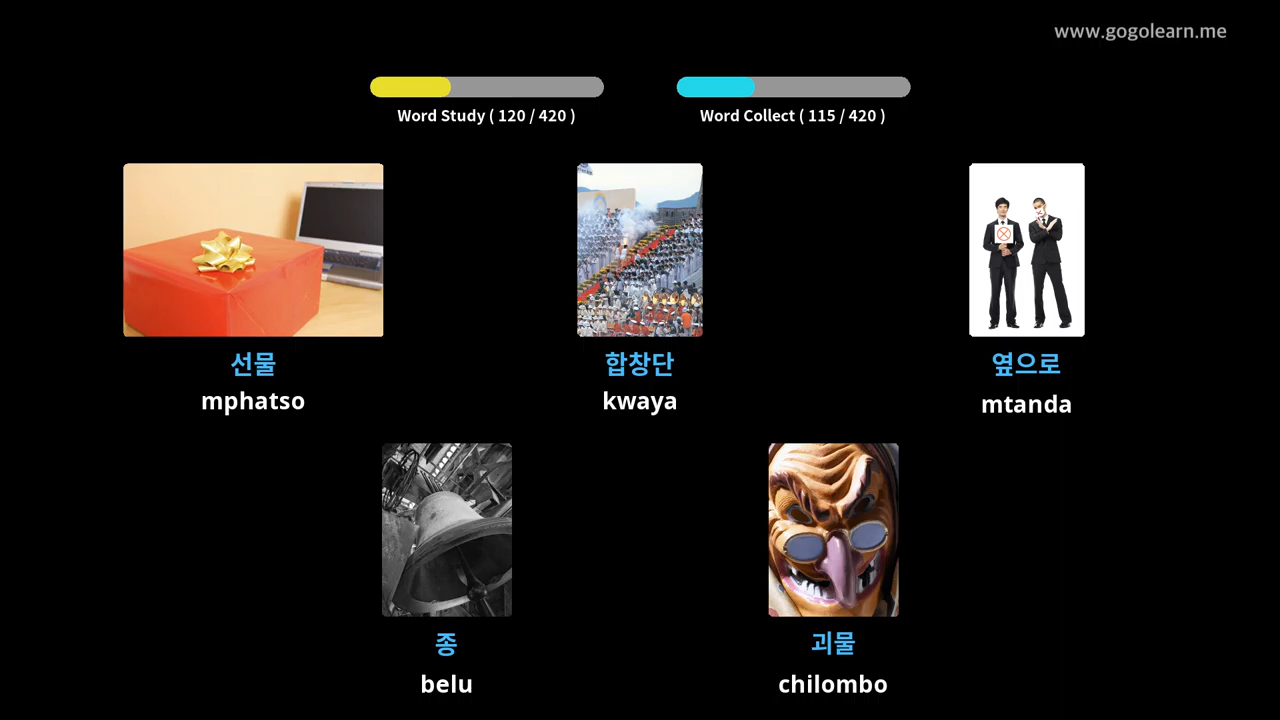 www.gogolearn.me
Word Study ( 120 / 420 )
Word Collect ( 115 / 420 )
선물
mphatso
합창단
kwaya
옆으로
mtanda
종
belu
괴물
chilombo